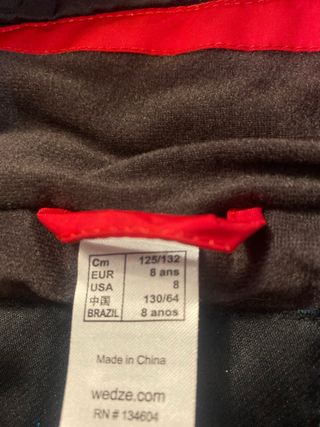 Cm 125/132
EUR 8 ans
USA 8
中国 130/64
BRAZIL 8 anos
Made in China
wedze.com
RN # 134604